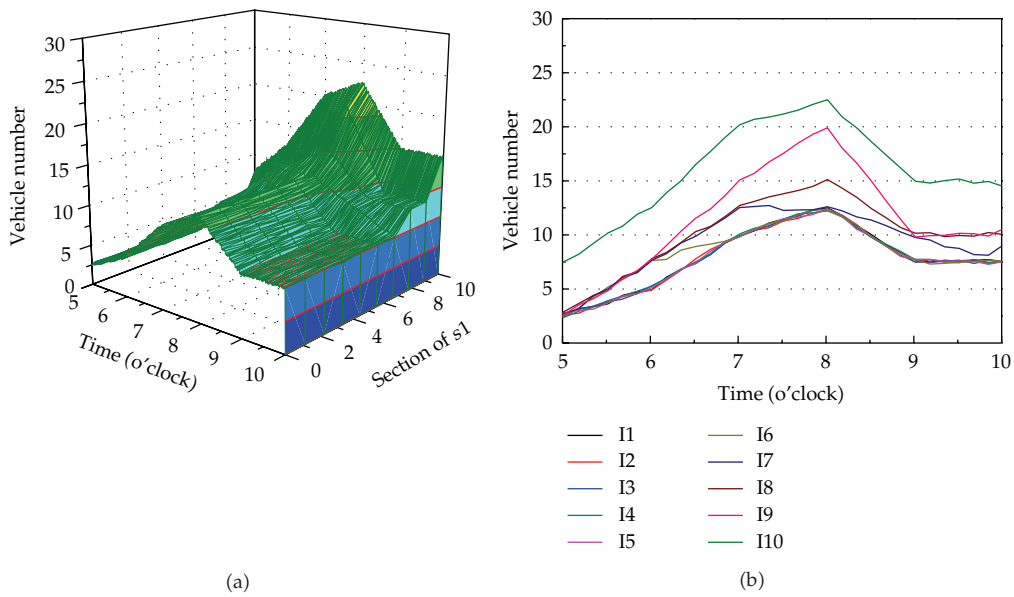 30
25
20
15
10
5
0
Vehicle number
5
6
7
8
9
10
Time (o'clock)
0
2
4
6
8
10
Section of s1
(a)
30
25
20
15
10
5
0
Vehicle number
5 6 7 8 9 10
Time (o'clock)
I1 I6
I2 I7
I3 I8
I4 I9
I5 I10
(b)